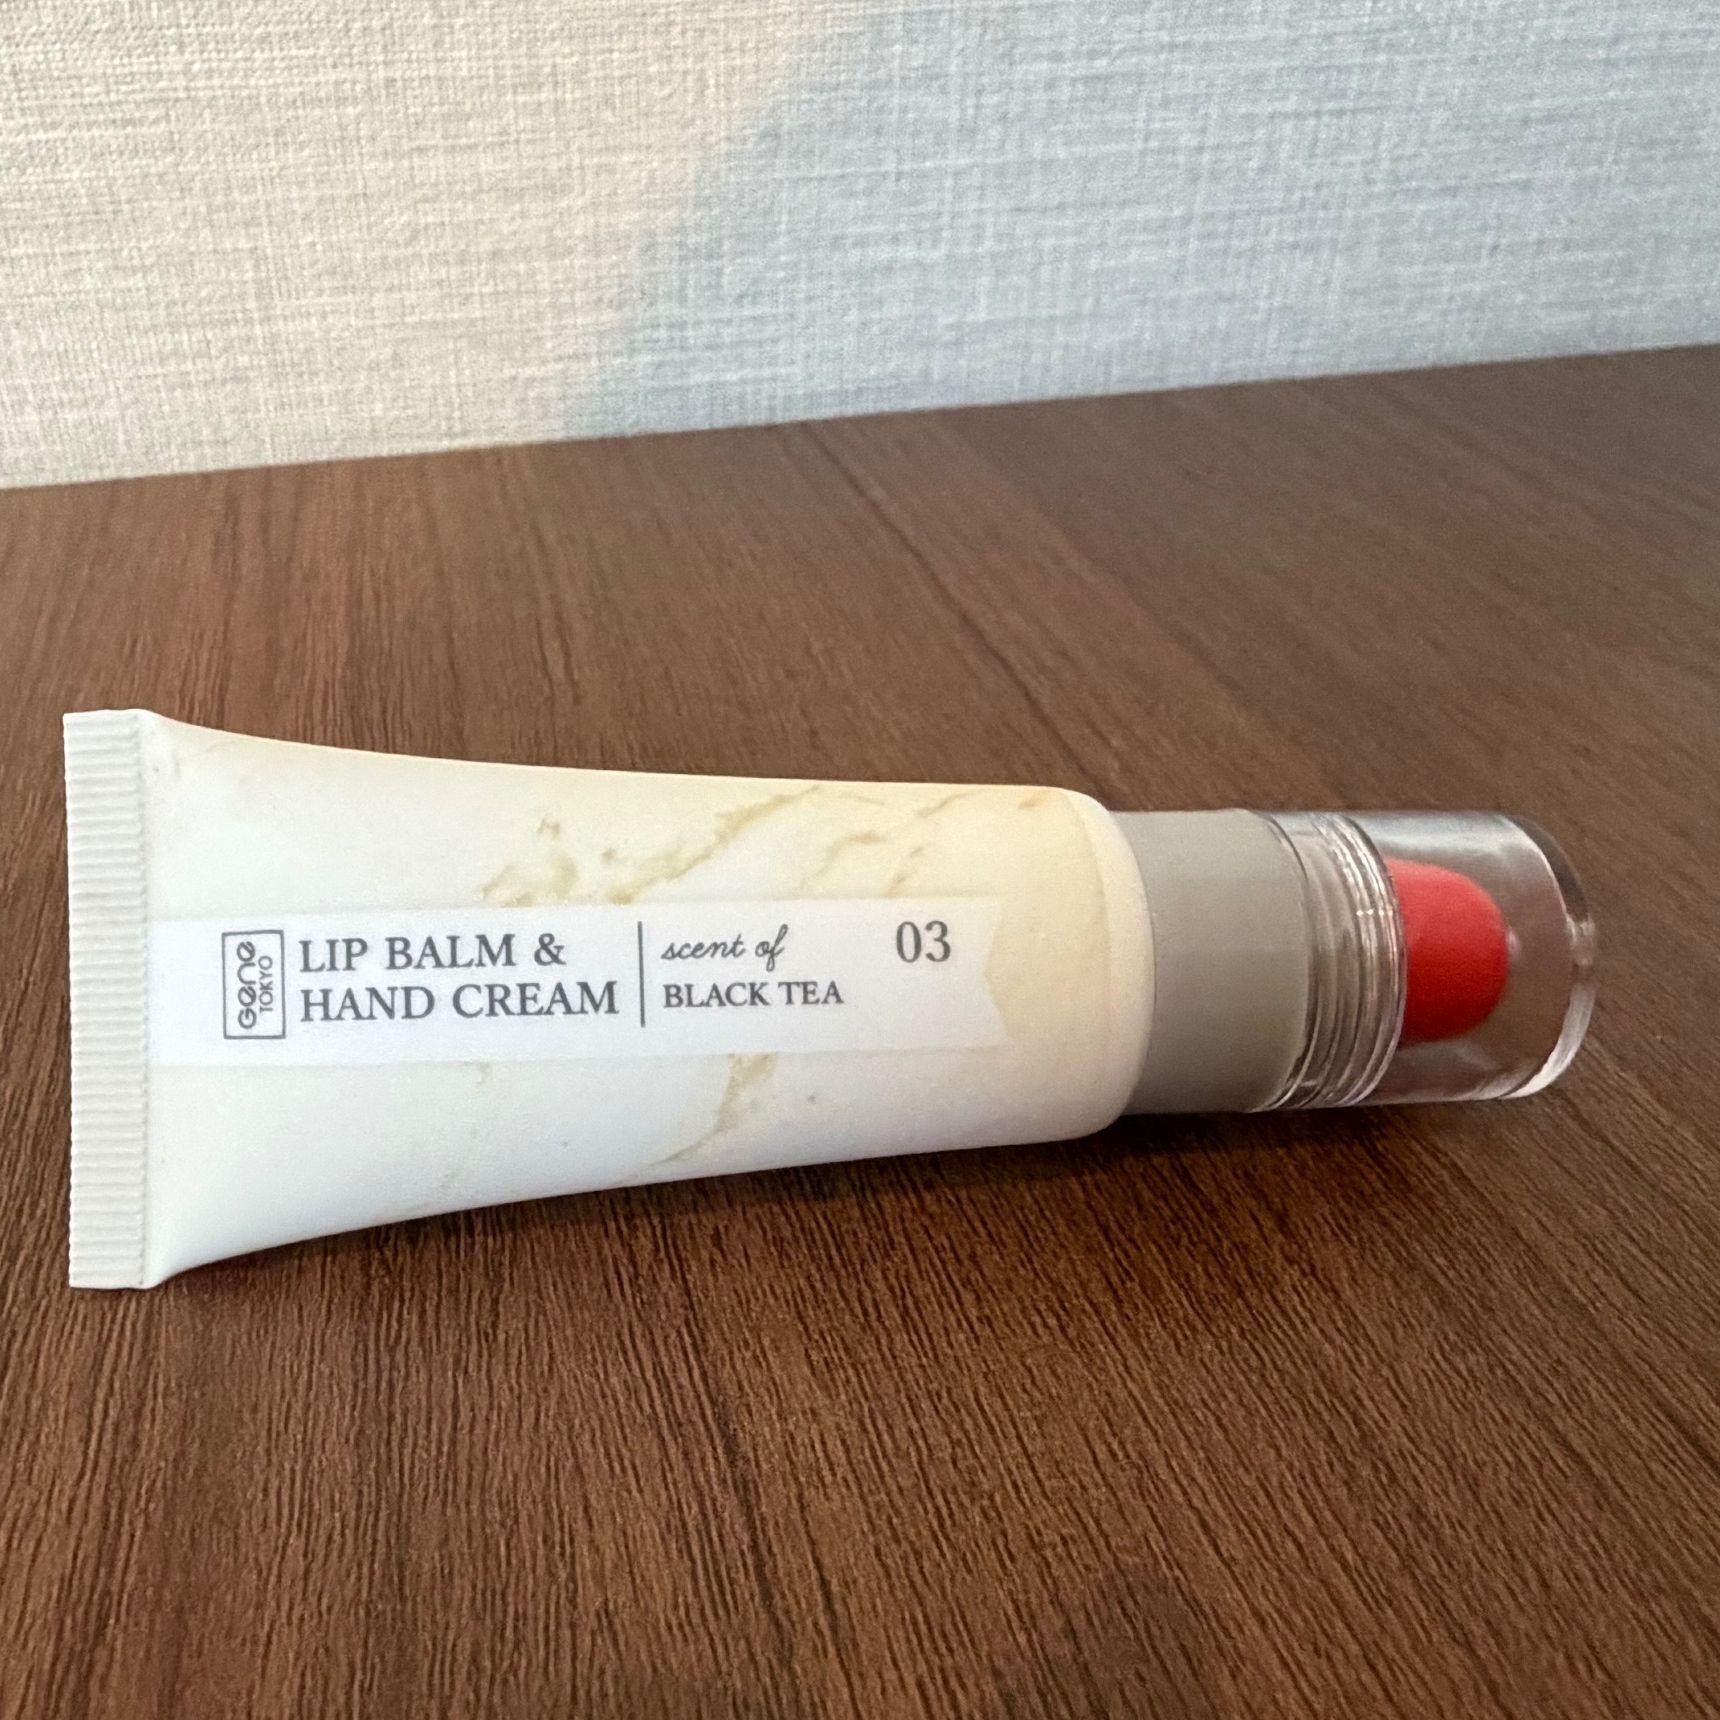 Gene
TOKYO
LIP BALM &
HAND CREAM
scent of
BLACK TEA
03